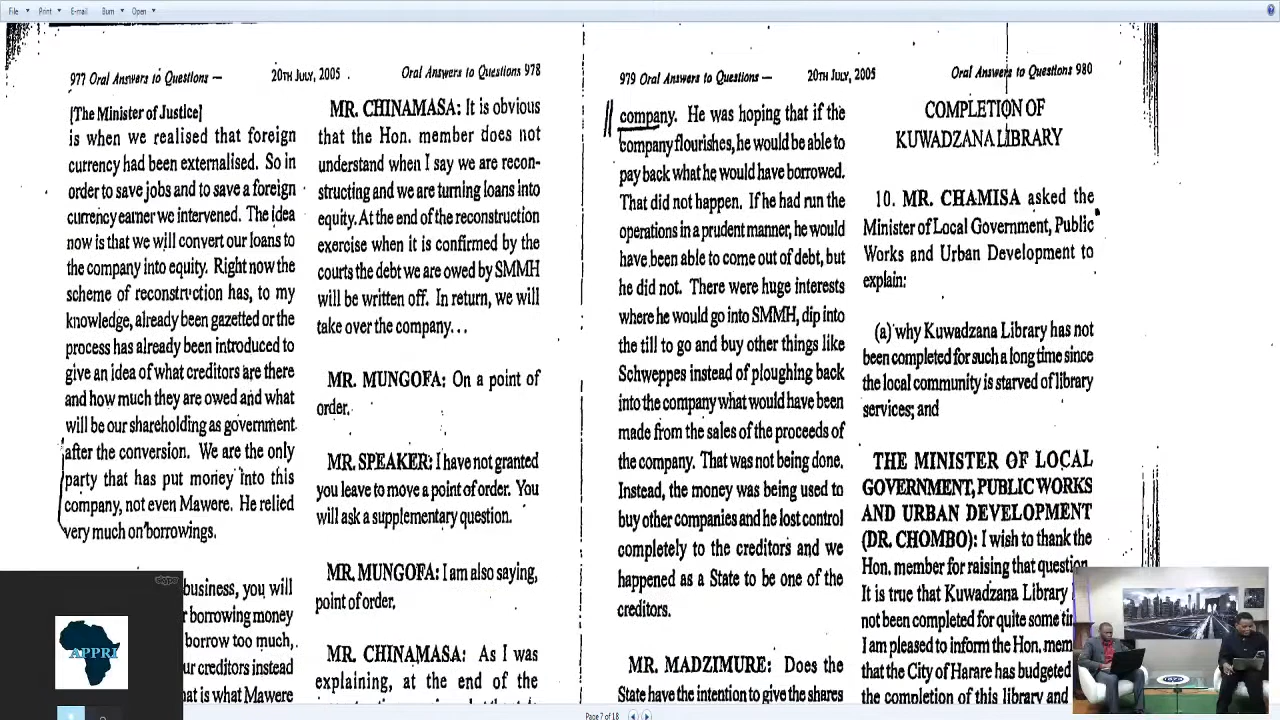 File Print E-mail Burn Open
977 Oral Answers to Questions —
20TH JULY, 2005
Oral Answers to Questions 978
[The Minister of Justice]
is when we realised that foreign
currency had been externalised. So in
order to save jobs and to save a foreign
currency earner we intervened. The idea
now is that we will convert our loans to
the company into equity. Right now the
scheme of reconstruction has, to my
knowledge, already been gazetted or the
process has already been introduced to
give an idea of what creditors are there
and how much they are owed and what
will be our shareholding as government
after the conversion. We are the only
party that has put money into this
company, not even Mawere. He relied
very much on borrowings.
business, you will
borrowing money
borrow too much,
creditors instead
is what Mawere
MR. CHINAMASA: It is obvious
that the Hon. member does not
understand when I say we are recon-
structing and we are turning loans into
equity. At the end of the reconstruction
exercise when it is confirmed by the
courts the debt we are owed by SMMH
will be written off. In return, we will
take over the company...
MR. MUNGOFA: On a point of
order.
MR. SPEAKER: I have not granted
you leave to move a point of order. You
will ask a supplementary question.
MR. MUNGOFA: I am also saying,
point of order.
MR. CHINAMASA: As I was
explaining, at the end of the
979 Oral Answers to Questions —
20TH JULY, 2005
Oral Answers to Questions 980
company. He was hoping that if the
company flourishes, he would be able to
pay back what he would have borrowed.
That did not happen. If he had run the
operations in a prudent manner, he would
have been able to come out of debt, but
he did not. There were huge interests
where he would go into SMMH, dip into
the till to go and buy other things like
Schweppes instead of ploughing back
into the company what would have been
made from the sales of the proceeds of
the company. That was not being done.
Instead, the money was being used to
buy other companies and he lost control
completely to the creditors and we
happened as a State to be one of the
creditors.
MR. MADZIMURE: Does the
State have the intention to give the shares
COMPLETION OF
KUWADZANA LIBRARY
10. MR. CHAMISA asked the
Minister of Local Government, Public
Works and Urban Development to
explain:
(a) why Kuwadzana Library has not
been completed for such a long time since
the local community is starved of library
services; and
THE MINISTER OF LOCAL
GOVERNMENT, PUBLIC WORKS
AND URBAN DEVELOPMENT
(DR. CHOMBO): I wish to thank the
Hon. member for raising that question.
It is true that Kuwadzana Library
not been completed for quite some
I am pleased to inform the Hon.
that the City of Harare has budgeted
the completion of this library and
skype
APPRI
Page 7 of 18